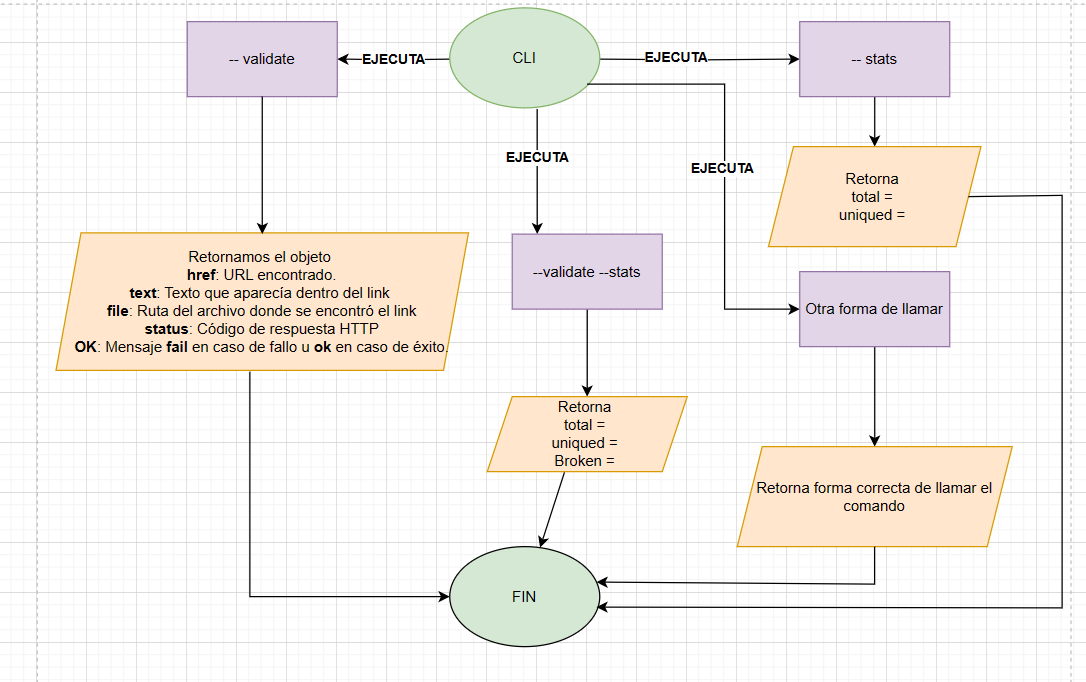 -- validate
EJECUTA
CLI
EJECUTA
-- stats
EJECUTA
EJECUTA
Retorna
total =
uniqued =
Retornamos el objeto
href: URL encontrado.
text: Texto que aparecía dentro del link
file: Ruta del archivo donde se encontró el link
status: Código de respuesta HTTP
OK: Mensaje fail en caso de fallo u ok en caso de éxito.
--validate --stats
Otra forma de llamar
Retorna
total =
uniqued =
Broken =
Retorna forma correcta de llamar el
comando
FIN